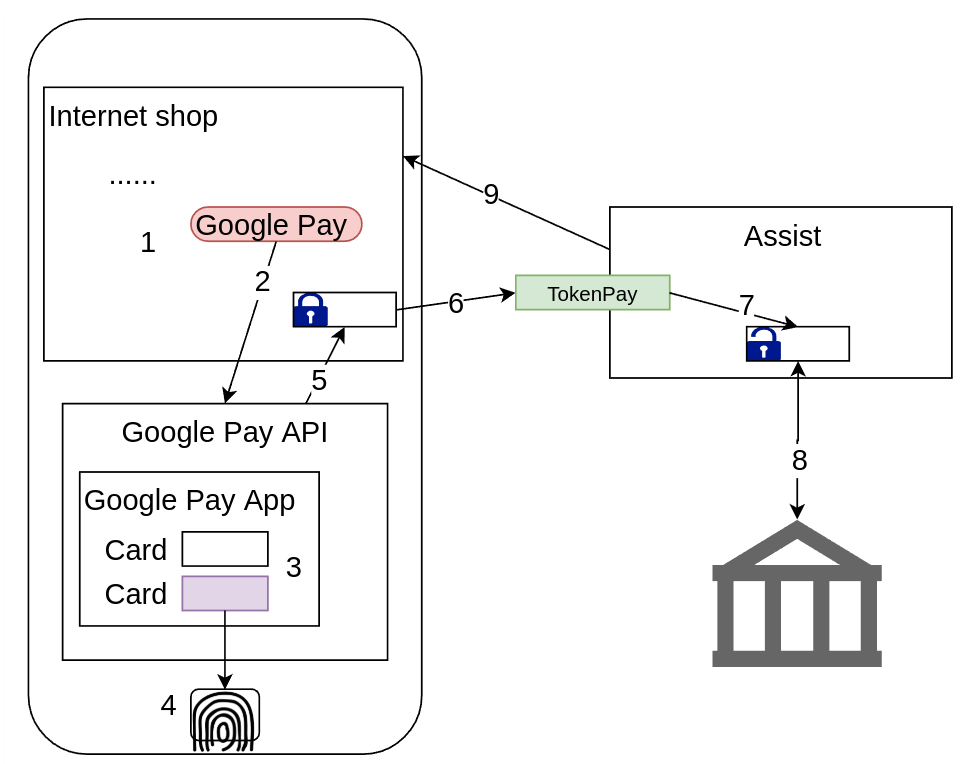 Internet shop
......
1
Google Pay
2
5
6
9
Assist
TokenPay
7
8
Google Pay API
Google Pay App
Card
3
Card
4